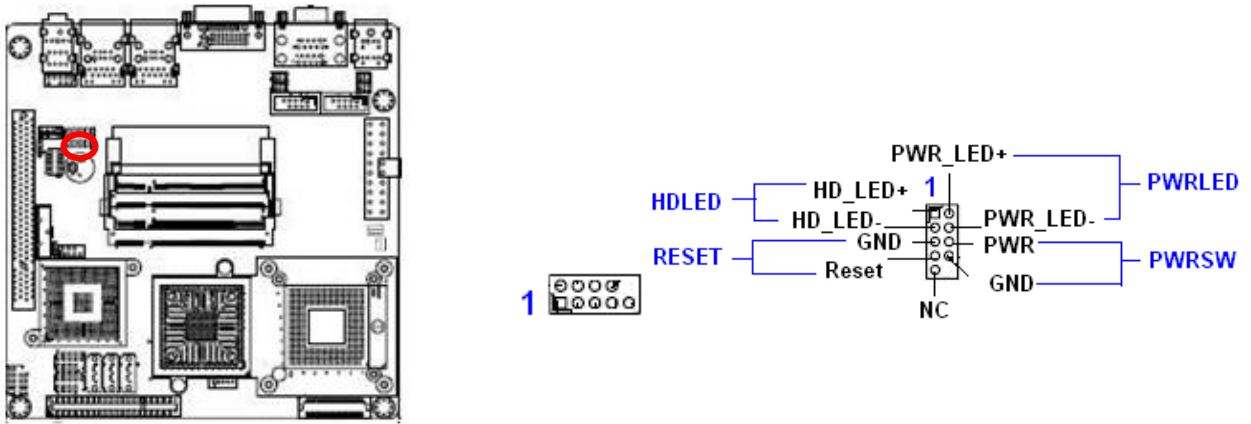 PWR_LED+
PWRLED
HD_LED+
1
HDLED
HD_LED-
PWR_LED-
GND
PWR
RESET
PWRSW
Reset
GND
1
NC